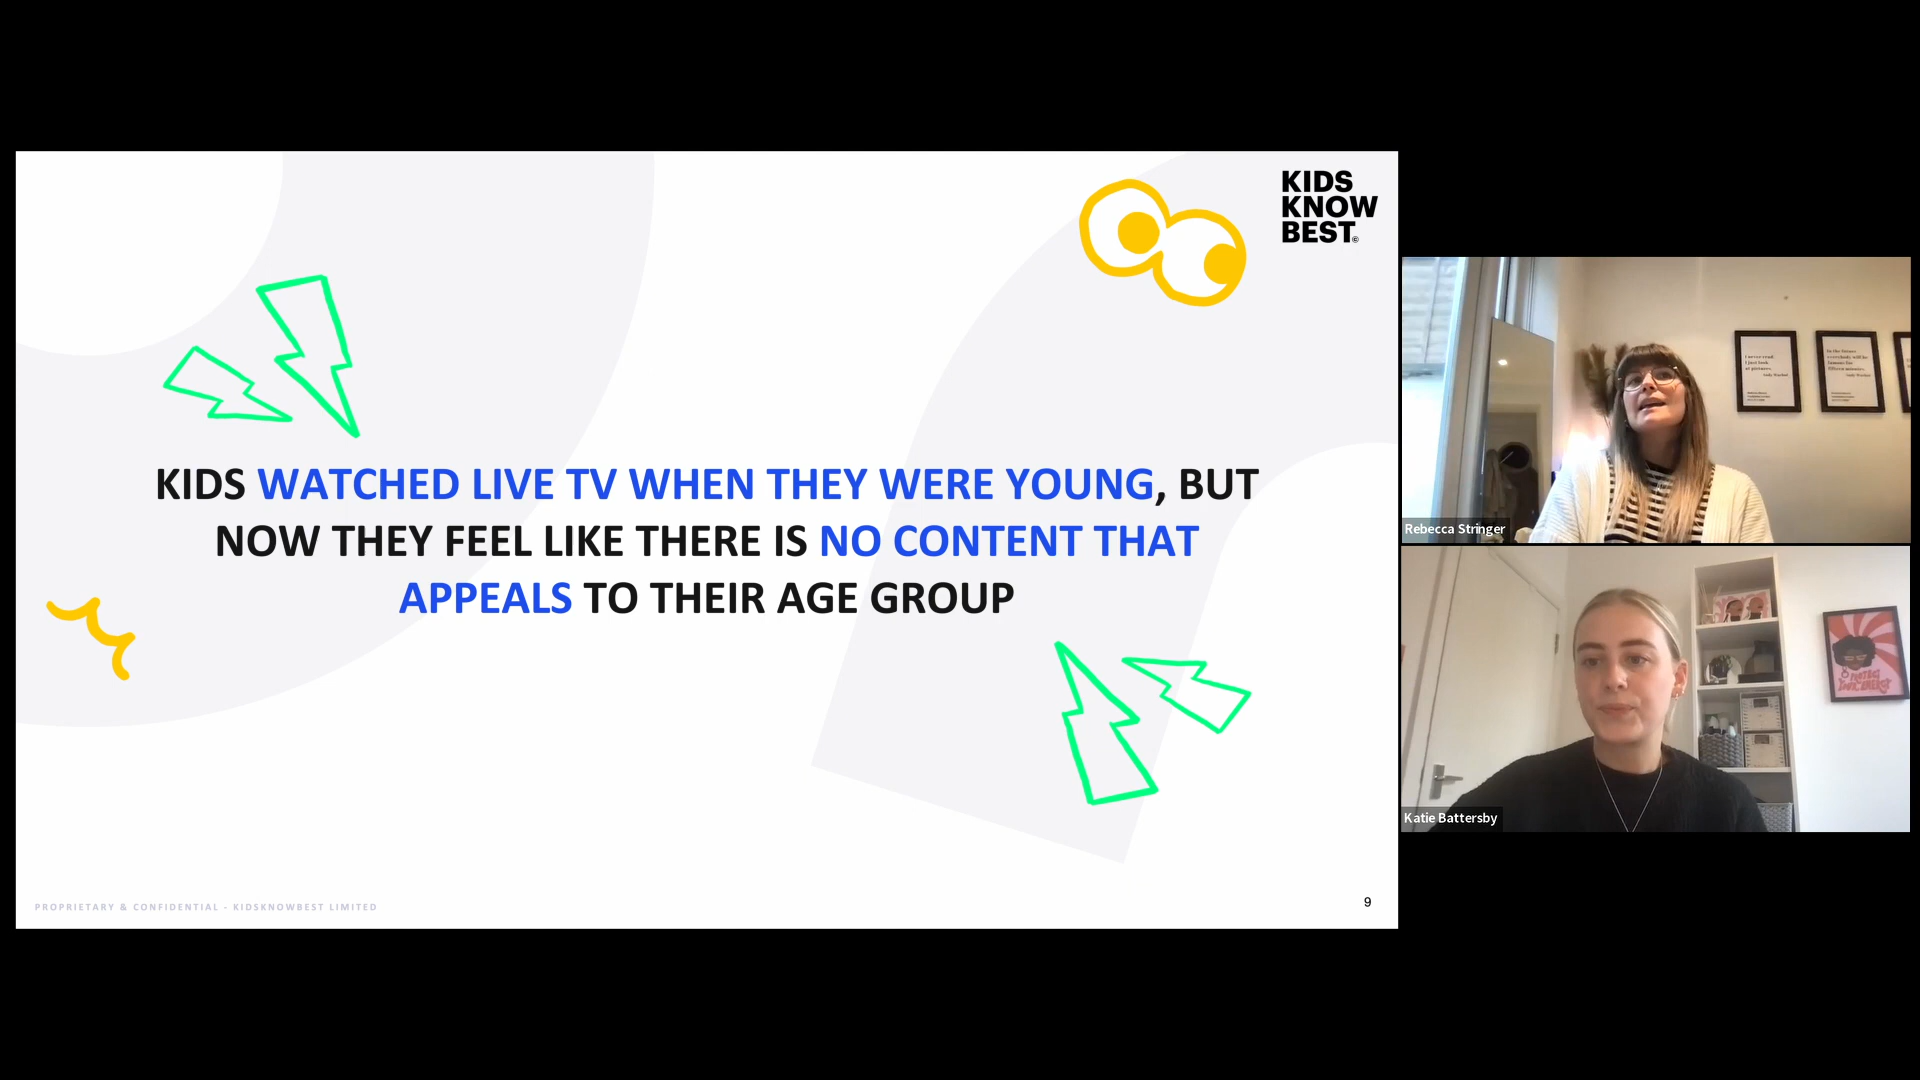 KIDS
KNOW
BEST©
KIDS WATCHED LIVE TV WHEN THEY WERE YOUNG, BUT
NOW THEY FEEL LIKE THERE IS NO CONTENT THAT
APPEALS TO THEIR AGE GROUP
PROPRIETARY & CONFIDENTIAL - KIDSKNOWBEST LIMITED
9
Rebecca Stringer
Katie Battersby